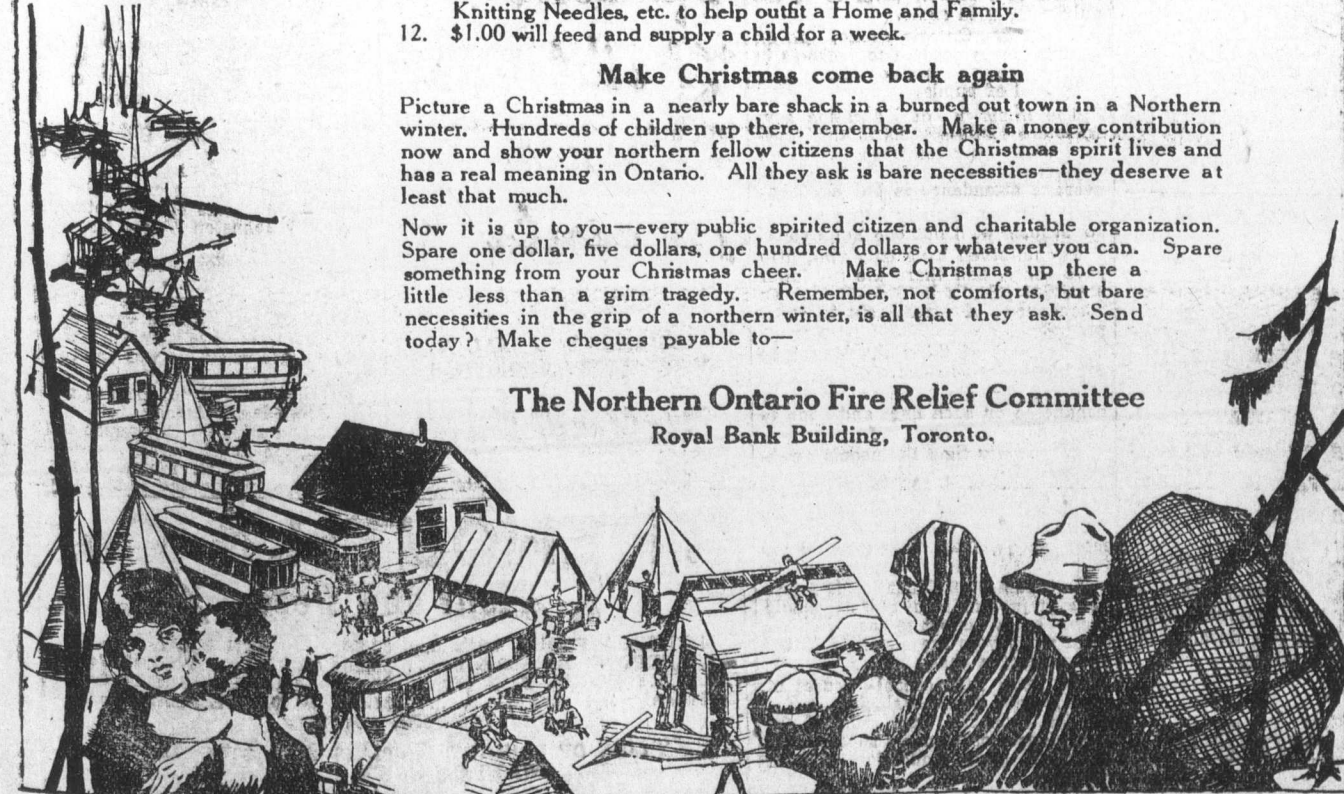 Knitting Needles, etc. to help outfit a Home and Family.
12. $1.00 will feed and supply a child for a week.
Make Christmas come back again
Picture a Christmas in a nearly bare shack in a burned out town in a Northern
winter. Hundreds of children up there, remember. Make a money contribution
now and show your northern fellow citizens that the Christmas spirit lives and
has a real meaning in Ontario. All they ask is bare necessities—they deserve at
least that much.
Now it is up to you—every public spirited citizen and charitable organization.
Spare one dollar, five dollars, one hundred dollars or whatever you can. Spare
something from your Christmas cheer. Make Christmas up there a
little less than a grim tragedy. Remember, not comforts, but bare
necessities in the grip of a northern winter, is all that they ask. Send
today? Make cheques payable to—
The Northern Ontario Fire Relief Committee
Royal Bank Building, Toronto.